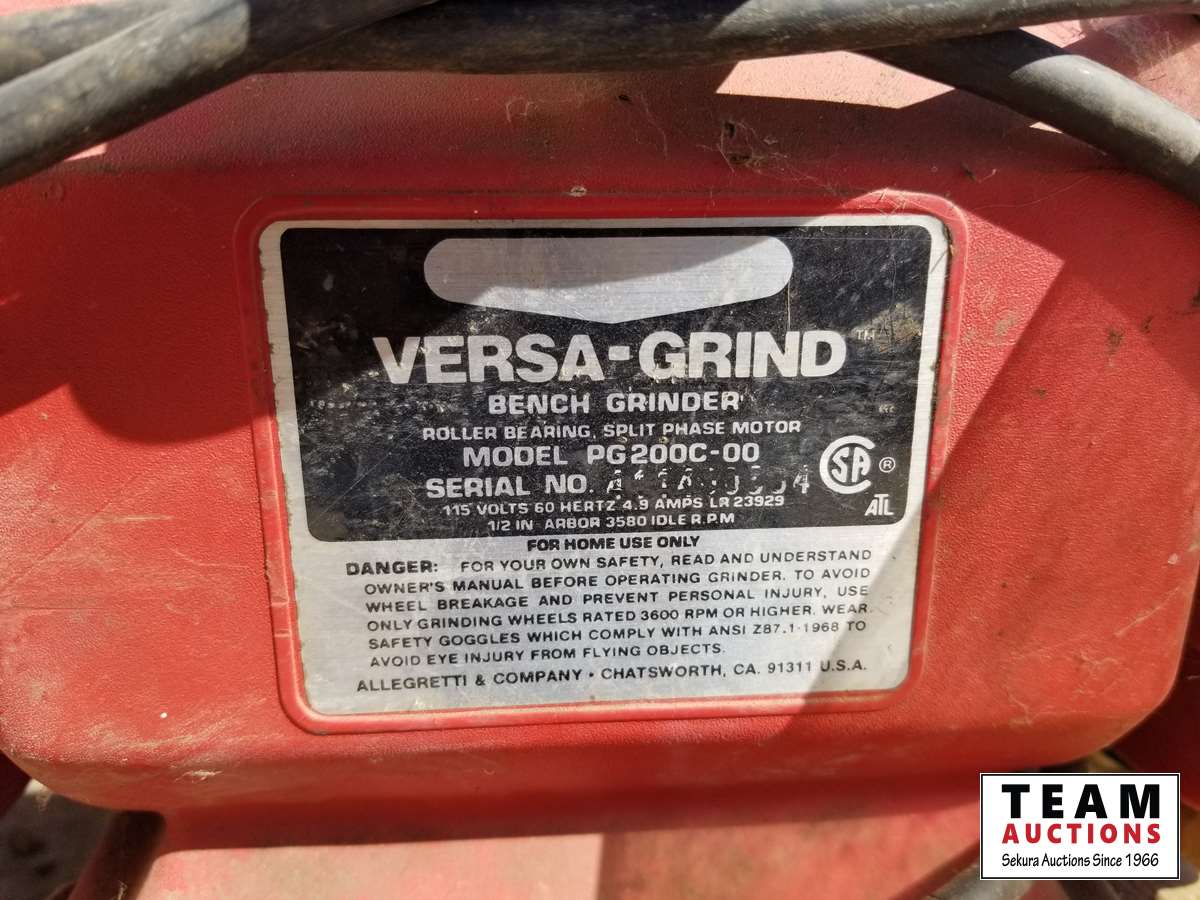 VERSA-GRIND™
BENCH GRINDER
ROLLER BEARING, SPLIT PHASE MOTOR
MODEL PG200C-00
SERIAL NO.
115 VOLTS 60 HERTZ 4.9 AMPS LR 23929
1/2 IN ARBOR 3580 IDLE R.P.M
SA ®
ATL
FOR HOME USE ONLY
DANGER: FOR YOUR OWN SAFETY, READ AND UNDERSTAND
OWNER'S MANUAL BEFORE OPERATING GRINDER. TO AVOID
WHEEL BREAKAGE AND PREVENT PERSONAL INJURY, USE
ONLY GRINDING WHEELS RATED 3600 RPM OR HIGHER. WEAR
SAFETY GOGGLES WHICH COMPLY WITH ANSI Z87.1-1968 TO
AVOID EYE INJURY FROM FLYING OBJECTS.
ALLEGRETTI & COMPANY • CHATSWORTH, CA. 91311 U.S.A.
TEAM
AUCTIONS
Sekura Auctions Since 1966